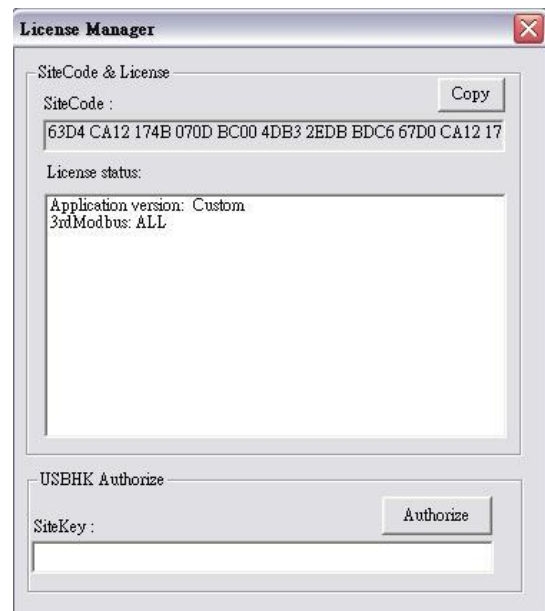 License Manager
SiteCode & License
SiteCode :
Copy
63D4 CA12 174B 070D BC00 4DB3 2EDB BDC6 67D0 CA12 17
License status:
Application version: Custom
3rdModbus: ALL
USBHK Authorize
Authorize
SiteKey :